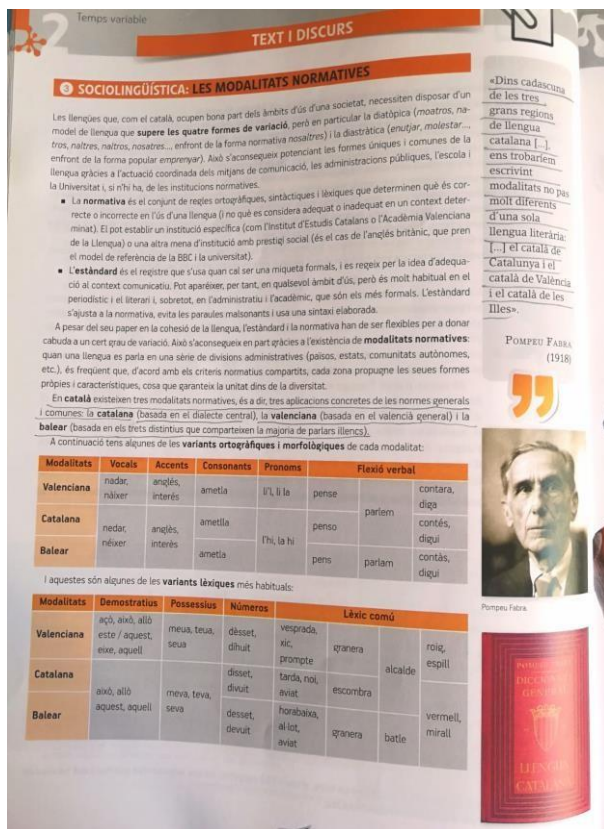 2
Temps variable
TEXT I DISCURS
3 SOCIOLINGÜÍSTICA: LES MODALITATS NORMATIVES
Les llengües que, com el català, ocupen bona part dels àmbits d'ús d'una societat, necessiten disposar d'un
model de llengua que supere les quatre formes de variació, però en particular la diatòpica (moatros, na-
tros, naltres, naitros, nosatres..., enfront de la forma normativa nosaltres) i la diastràtica (enutjar, molestar...,
enfront de la forma popular emprenyar). Això s'aconsegueix potenciant les formes úniques i comunes de la
llengua gràcies a l'actuació coordinada dels mitjans de comunicació, les administracions públiques, l'escola i
la Universitat i, si n'hi ha, de les institucions normatives.
▪ La normativa és el conjunt de regles ortogràfiques, sintàctiques i lèxiques que determinen què és cor-
recte o incorrecte en l'ús d'una llengua (i no què es considera adequat o inadequat en un context deter-
minat). El pot establir un institució específica (com l'Institut d'Estudis Catalans o l'Acadèmia Valenciana
de la Llengua) o una altra mena d'institució amb prestigi social (és el cas de l'anglés britànic, que pren
el model de referència de la BBC i la universitat).
▪ L'estàndard és el registre que s'usa quan cal ser una miqueta formals, i es regeix per la idea d'adequa-
ció al context comunicatiu. Pot aparéixer, per tant, en qualsevol àmbit d'ús, però és molt habitual en el
periodístic i el literari i, sobretot, en l'administratiu i l'acadèmic, que són els més formals. L'estàndard
s'ajusta a la normativa, evita les paraules malsonants i usa una sintaxi elaborada.
A pesar del seu paper en la cohesió de la llengua, l'estàndard i la normativa han de ser flexibles per a donar
cabuda a un cert grau de variació. Això s'aconsegueix en part gràcies a l'existència de modalitats normatives:
quan una llengua es parla en una sèrie de divisions administratives (països, estats, comunitats autònomes,
etc.), és freqüent que, d'acord amb els criteris normatius compartits, cada zona propugne les seues formes
pròpies i característiques, cosa que garanteix la unitat dins de la diversitat.
En català existeixen tres modalitats normatives, és a dir, tres aplicacions concretes de les normes generals
i comunes: la catalana (basada en el dialecte central), la valenciana (basada en el valencià general) i la
balear (basada en els trets distintius que comparteixen la majoria de parlars illencs).
A continuació tens algunes de les variants ortogràfiques i morfològiques de cada modalitat:
Modalitats Vocals Accents Consonants Pronoms Flexió verbal
Valenciana nadar, nàixer anglés, interés ametla li'l, li la pense parlem contara, diga
Catalana nedar, néixer anglès, interès ametlla l'hi, la hi penso contés, digui
Balear ametla pens parlam contàs, digui
I aquestes són algunes de les variants lèxiques més habituals:
Modalitats Demostratius Possessius Números Lèxic comú
Valenciana açò, això, allò este / aquest, eixe, aquell meua, teua, seua dèsset, dihuit vesprada, xic, prompte granera alcalde roig, espill
Catalana això, allò aquest, aquell meva, teva, seva disset, divuit tarda, noi, aviat escombra vermell, mirall
Balear desset, devuit horabaixa, al·lot, aviat granera batle
«Dins cadascuna
de les tres
grans regions
de llengua
catalana [...],
ens trobaríem
escrivint
modalitats no pas
molt diferents
d'una sola
llengua literària:
[...] el català de
Catalunya i el
català de València
i el català de les
Illes».
POMPEU FABRA
(1918)
Pompeu Fabra.
DICCIONARI
GENERAL
LLENGUA
CATALANA